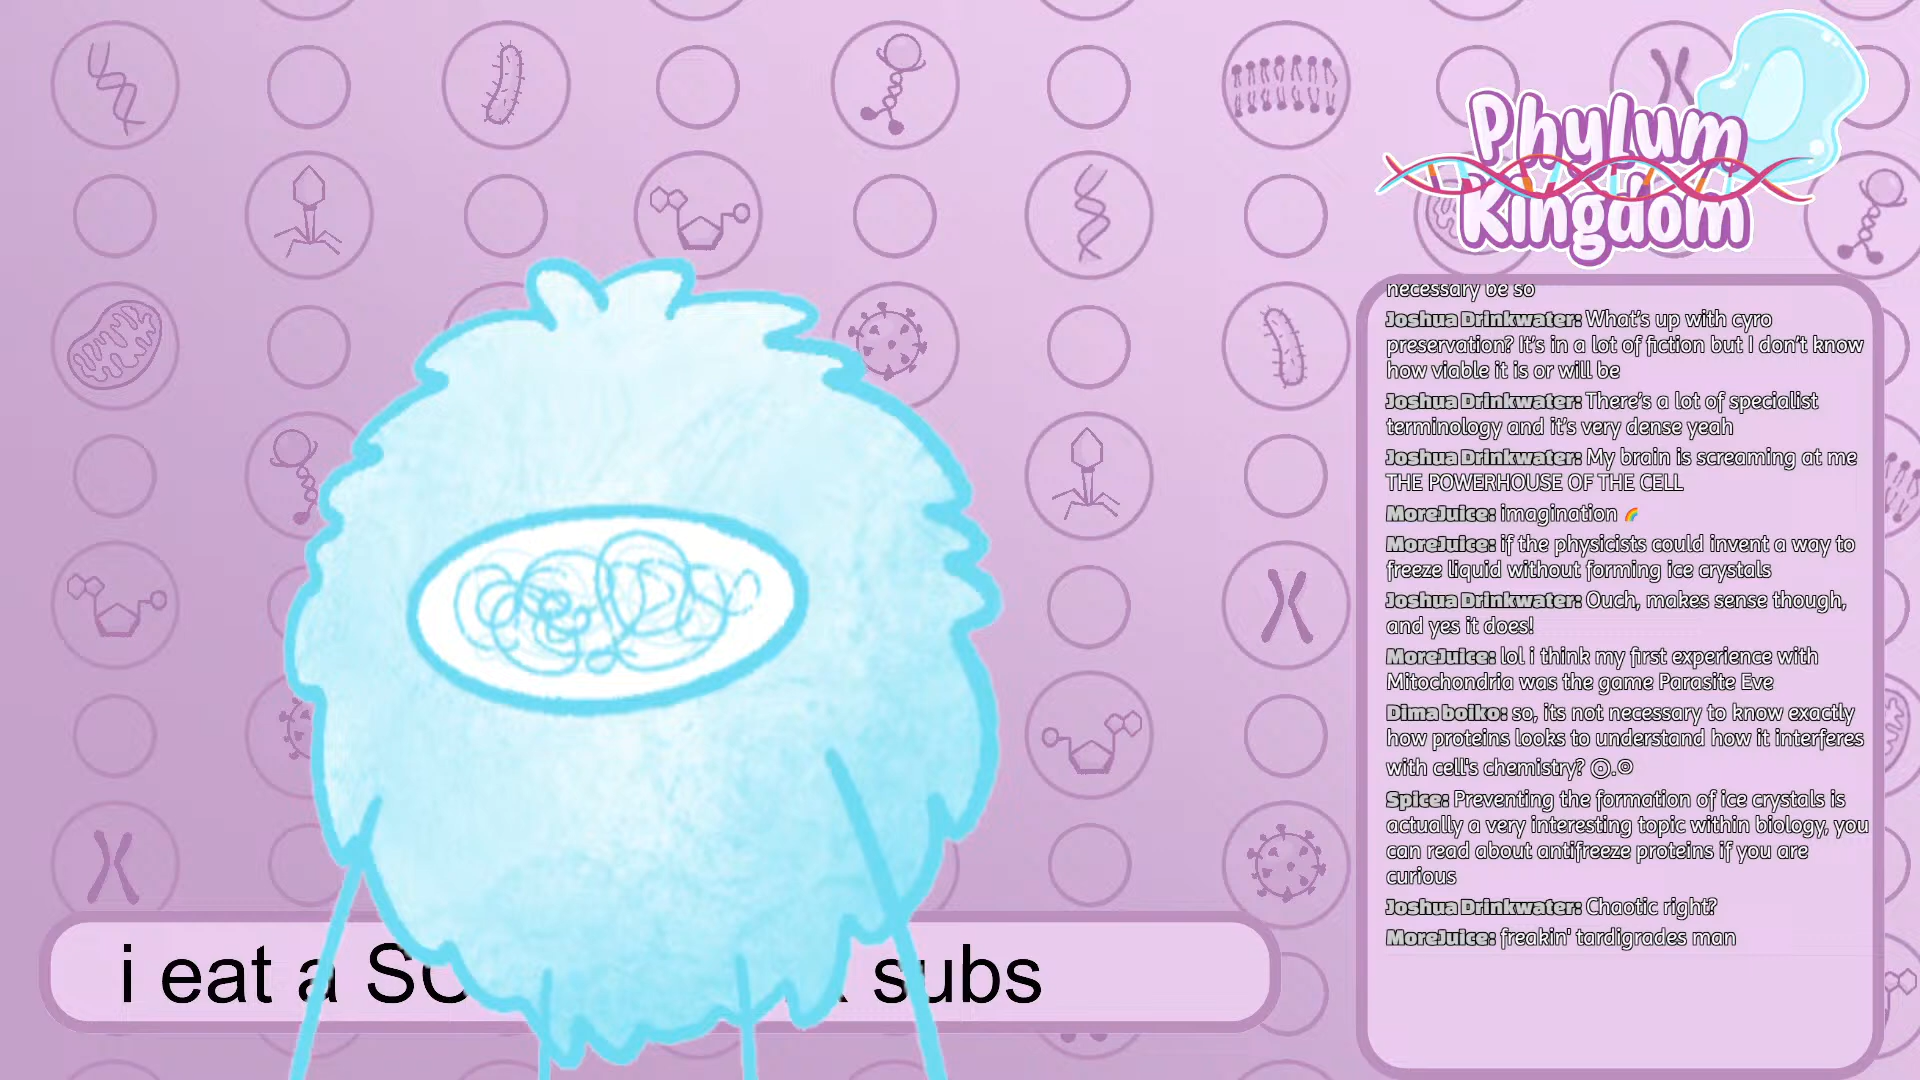 Phylum
Kingdom
necessary be so
Joshua Drinkwater: What's up with cyro
preservation? It's in a lot of fiction but I don't know
how viable it is or will be
Joshua Drinkwater: There's a lot of specialist
terminology and it's very dense yeah
Joshua Drinkwater: My brain is screaming at me
THE POWERHOUSE OF THE CELL
MoreJuice: imagination 🌈
MoreJuice: if the physicists could invent a way to
freeze liquid without forming ice crystals
Joshua Drinkwater: Ouch, makes sense though,
and yes it does!
MoreJuice: lol i think my first experience with
Mitochondria was the game Parasite Eve
Dima boiko: so, its not necessary to know exactly
how proteins looks to understand how it interferes
with cell's chemistry? ⊙.☉
Spice: Preventing the formation of ice crystals is
actually a very interesting topic within biology, you
can read about antifreeze proteins if you are
curious
Joshua Drinkwater: Chaotic right?
MoreJuice: freakin' tardigrades man
i eat a subs